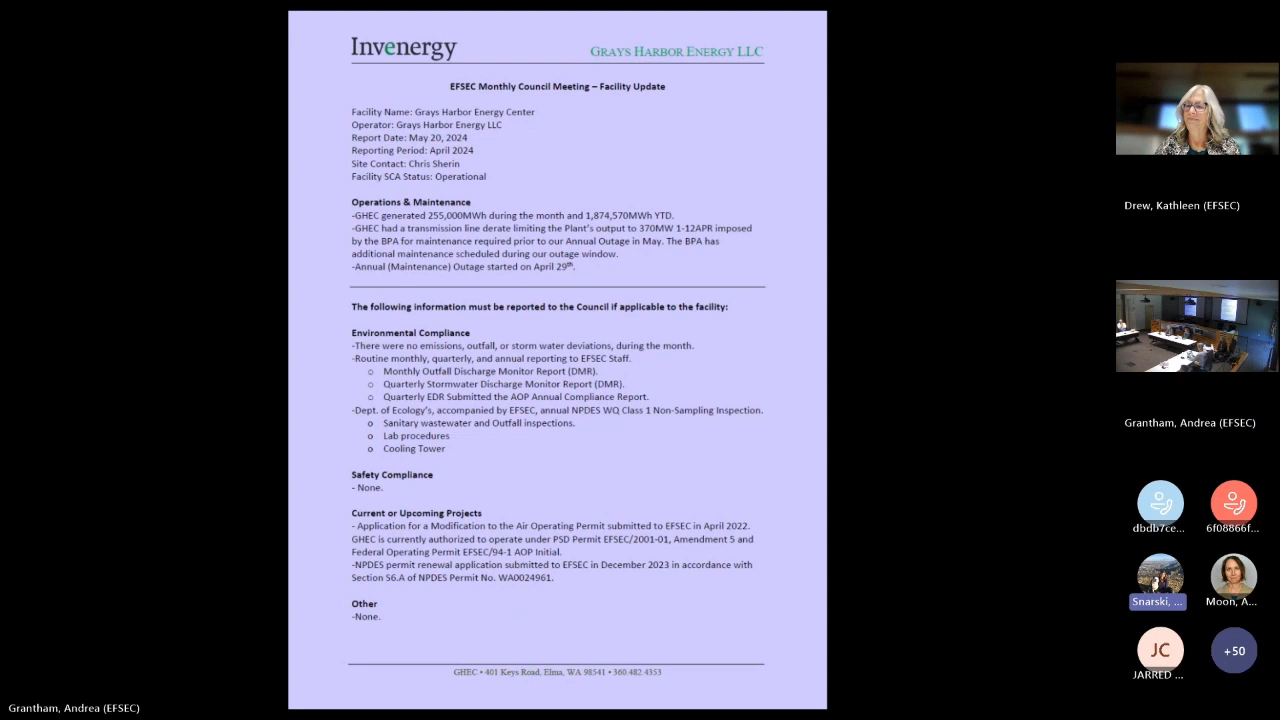 Invenergy
GRAYS HARBOR ENERGY LLC
EFSEC Monthly Council Meeting – Facility Update
Facility Name: Grays Harbor Energy Center
Operator: Grays Harbor Energy LLC
Report Date: May 20, 2024
Reporting Period: April 2024
Site Contact: Chris Sherin
Facility SCA Status: Operational
Operations & Maintenance
-GHEC generated 255,000MWh during the month and 1,874,570MWh YTD.
-GHEC had a transmission line derate limiting the Plant's output to 370MW 1-12APR imposed
by the BPA for maintenance required prior to our Annual Outage in May. The BPA has
additional maintenance scheduled during our outage window.
-Annual (Maintenance) Outage started on April 29th.
The following information must be reported to the Council if applicable to the facility:
Environmental Compliance
-There were no emissions, outfall, or storm water deviations, during the month.
-Routine monthly, quarterly, and annual reporting to EFSEC Staff.
o Monthly Outfall Discharge Monitor Report (DMR).
o Quarterly Stormwater Discharge Monitor Report (DMR).
o Quarterly EDR Submitted the AOP Annual Compliance Report.
-Dept. of Ecology's, accompanied by EFSEC, annual NPDES WQ Class 1 Non-Sampling Inspection.
o Sanitary wastewater and Outfall inspections.
o Lab procedures
o Cooling Tower
Safety Compliance
- None.
Current or Upcoming Projects
- Application for a Modification to the Air Operating Permit submitted to EFSEC in April 2022.
GHEC is currently authorized to operate under PSD Permit EFSEC/2001-01, Amendment 5 and
Federal Operating Permit EFSEC/94-1 AOP Initial.
-NPDES permit renewal application submitted to EFSEC in December 2023 in accordance with
Section S6.A of NPDES Permit No. WA0024961.
Other
-None.
GHEC • 401 Keys Road, Elma, WA 98541 • 360.482.4353
Drew, Kathleen (EFSEC)
Grantham, Andrea (EFSEC)
dbdb7ce...
6f08866f...
Snarski, ...
Moon, A...
JC
+50
JARRED ...
Grantham, Andrea (EFSEC)